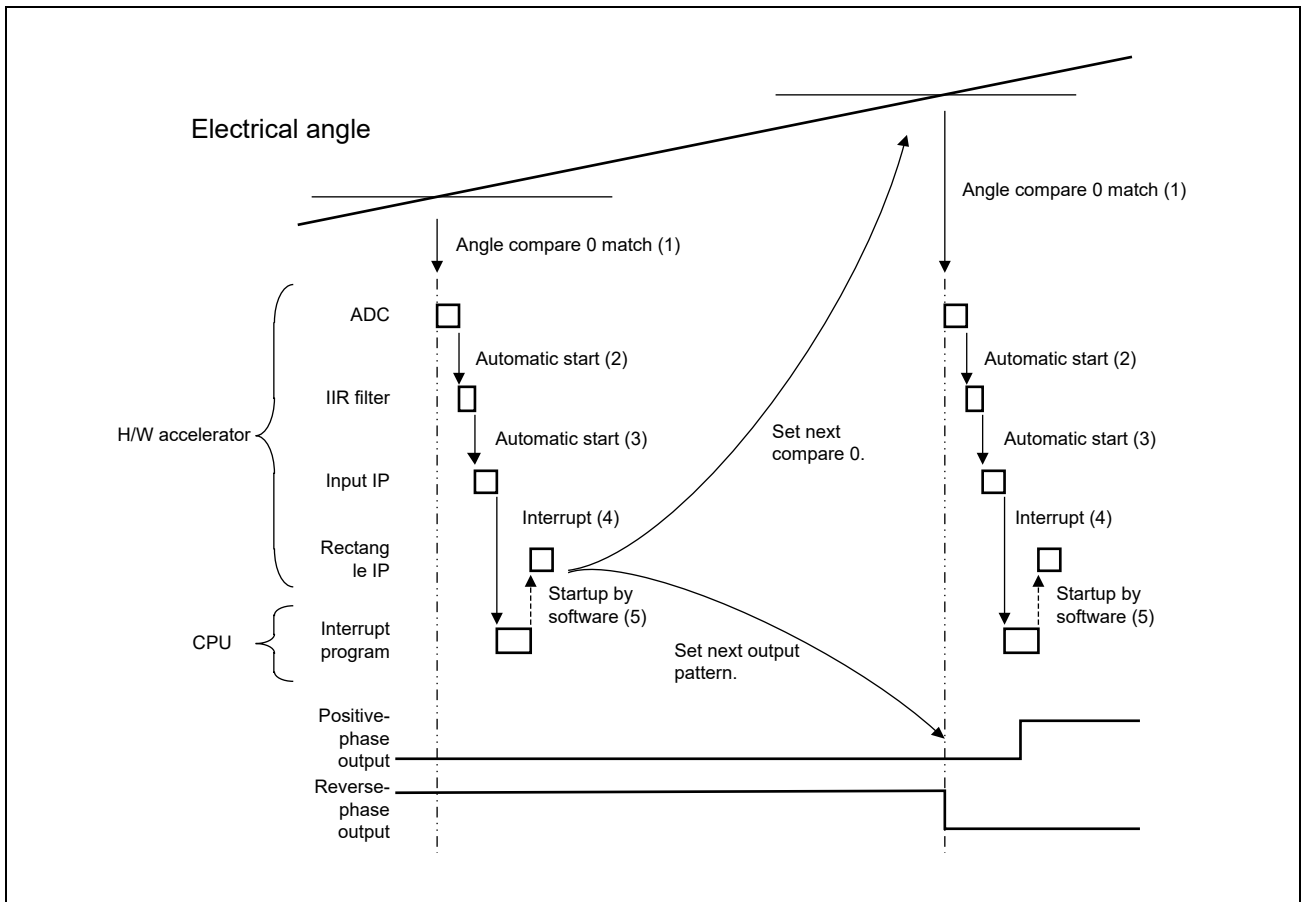 Electrical angle
Angle compare 0 match (1)
Angle compare 0 match (1)
ADC
Automatic start (2)
Automatic start (2)
IIR filter
H/W accelerator
Automatic start (3)
Automatic start (3)
Set next
compare 0.
Input IP
Interrupt (4)
Interrupt (4)
Rectang
le IP
Startup by
software (5)
Startup by
software (5)
CPU
Interrupt
program
Set next output
pattern.
Positive-
phase
output
Reverse-
phase
output